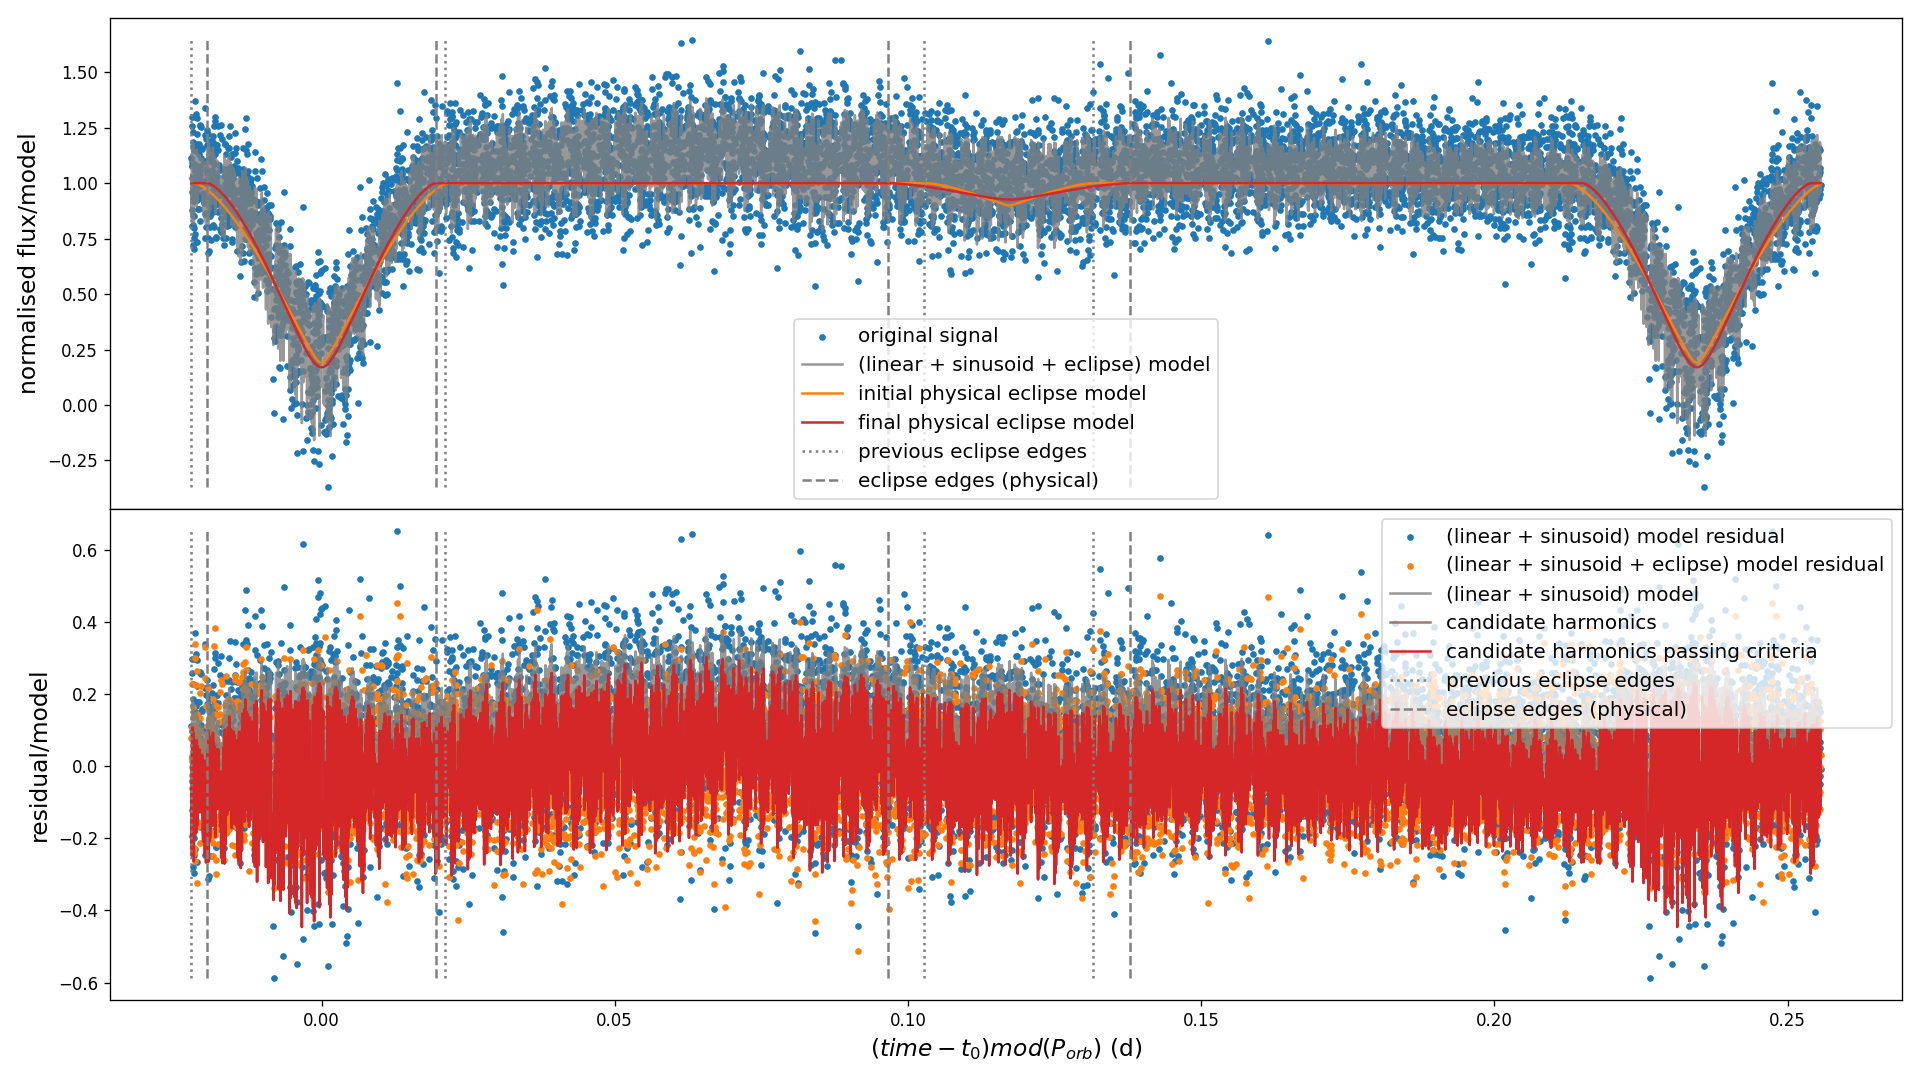 normalised flux/model
1.50
1.25
1.00
0.75
0.50
0.25
0.00
−0.25
original signal
(linear + sinusoid + eclipse) model
initial physical eclipse model
final physical eclipse model
previous eclipse edges
eclipse edges (physical)
residual/model
0.6
0.4
0.2
0.0
−0.2
−0.4
−0.6
(linear + sinusoid) model residual
(linear + sinusoid + eclipse) model residual
(linear + sinusoid) model
candidate harmonics
candidate harmonics passing criteria
previous eclipse edges
eclipse edges (physical)
0.00 0.05 0.10 0.15 0.20 0.25
(time − t₀)mod(P_orb) (d)